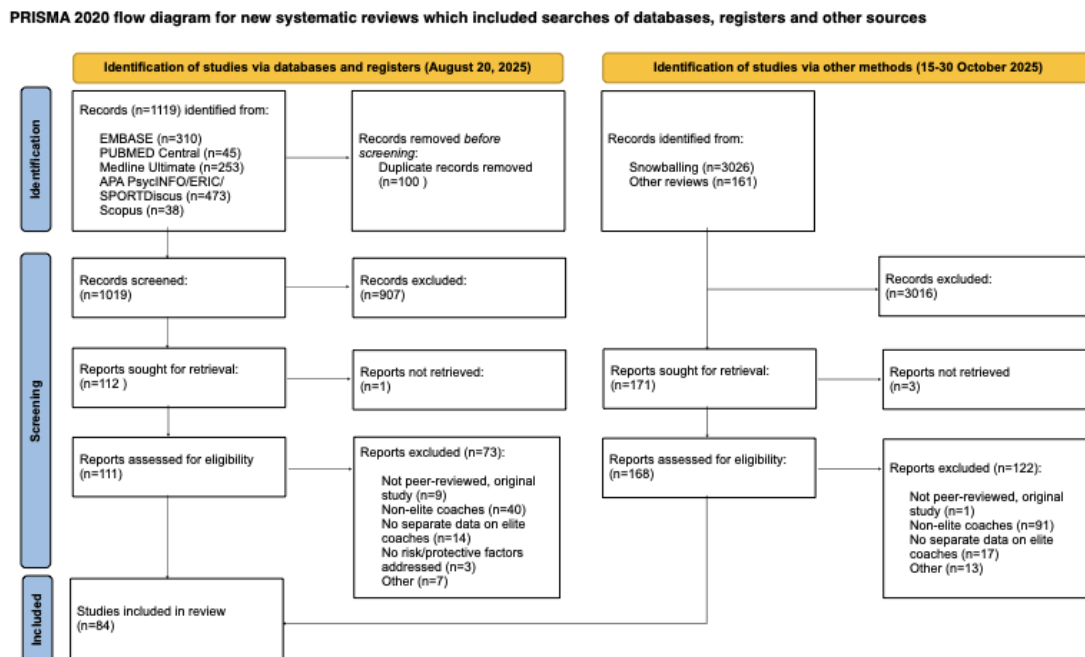 PRISMA 2020 flow diagram for new systematic reviews which included searches of databases, registers and other sources
Identification of studies via databases and registers (August 20, 2025)
Identification of studies via other methods (15-30 October 2025)
Identification
Records (n=1119) identified from:
EMBASE (n=310)
PUBMED Central (n=45)
Medline Ultimate (n=253)
APA PsycINFO/ERIC/
SPORTDiscus (n=473)
Scopus (n=38)
Records removed before
screening:
Duplicate records removed
(n=100 )
Records identified from:
Snowballing (n=3026)
Other reviews (n=161)
Screening
Records screened:
(n=1019)
Records excluded:
(n=907)
Records excluded:
(n=3016)
Reports sought for retrieval:
(n=112 )
Reports not retrieved:
(n=1)
Reports sought for retrieval:
(n=171)
Reports not retrieved
(n=3)
Reports assessed for eligibility
(n=111)
Reports excluded (n=73):
Not peer-reviewed, original
study (n=9)
Non-elite coaches (n=40)
No separate data on elite
coaches (n=14)
No risk/protective factors
addressed (n=3)
Other (n=7)
Reports assessed for eligibility:
(n=168)
Reports excluded (n=122):
Not peer-reviewed, original
study (n=1)
Non-elite coaches (n=91)
No separate data on elite
coaches (n=17)
Other (n=13)
Included
Studies included in review
(n=84)